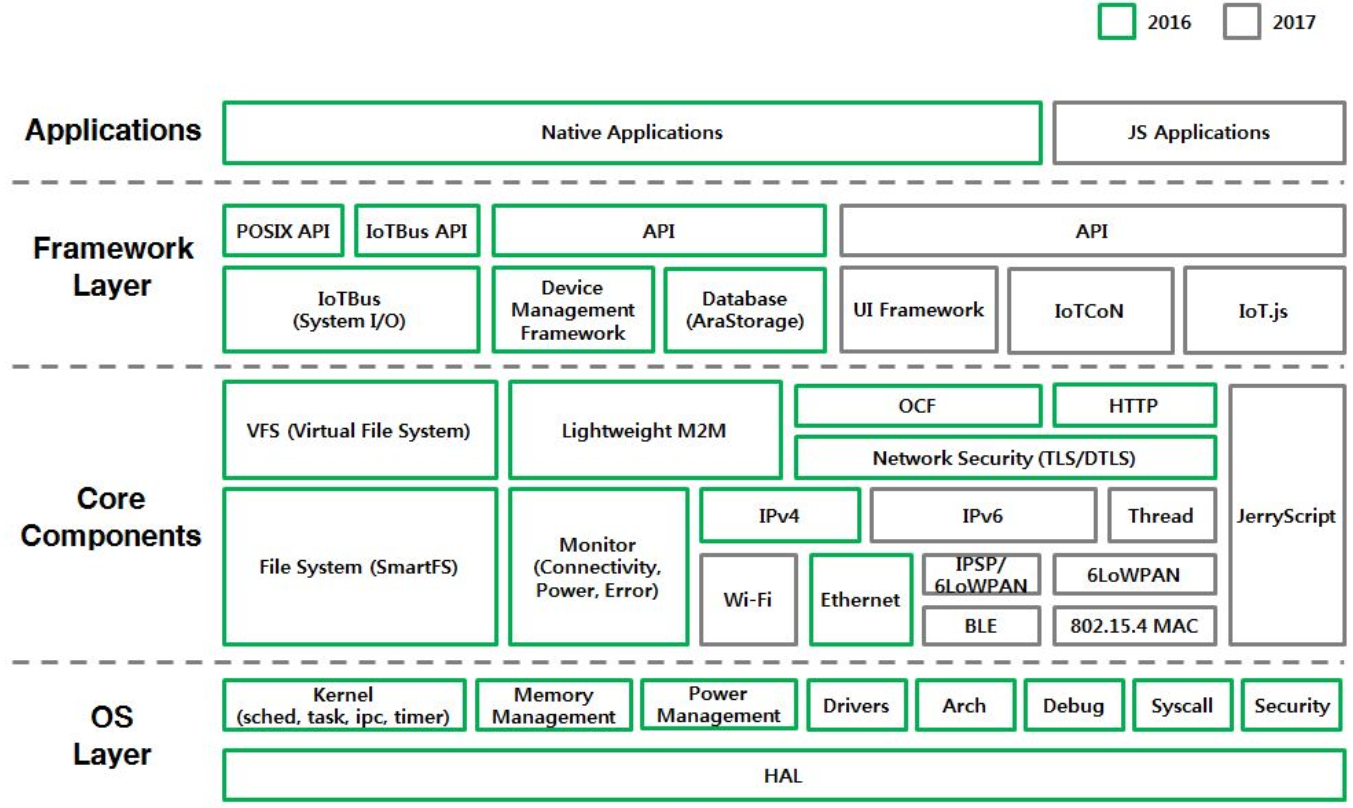 2016
2017
Applications
Native Applications
JS Applications
Framework
Layer
POSIX API
IoTBus API
API
API
IoTBus
(System I/O)
Device
Management
Framework
Database
(AraStorage)
UI Framework
IoTCoN
IoT.js
Core
Components
VFS (Virtual File System)
Lightweight M2M
OCF
HTTP
Network Security (TLS/DTLS)
File System (SmartFS)
Monitor
(Connectivity,
Power, Error)
IPv4
IPv6
Thread
JerryScript
Wi-Fi
Ethernet
IPSP/
6LoWPAN
6LoWPAN
BLE
802.15.4 MAC
OS
Layer
Kernel
(sched, task, ipc, timer)
Memory
Management
Power
Management
Drivers
Arch
Debug
Syscall
Security
HAL